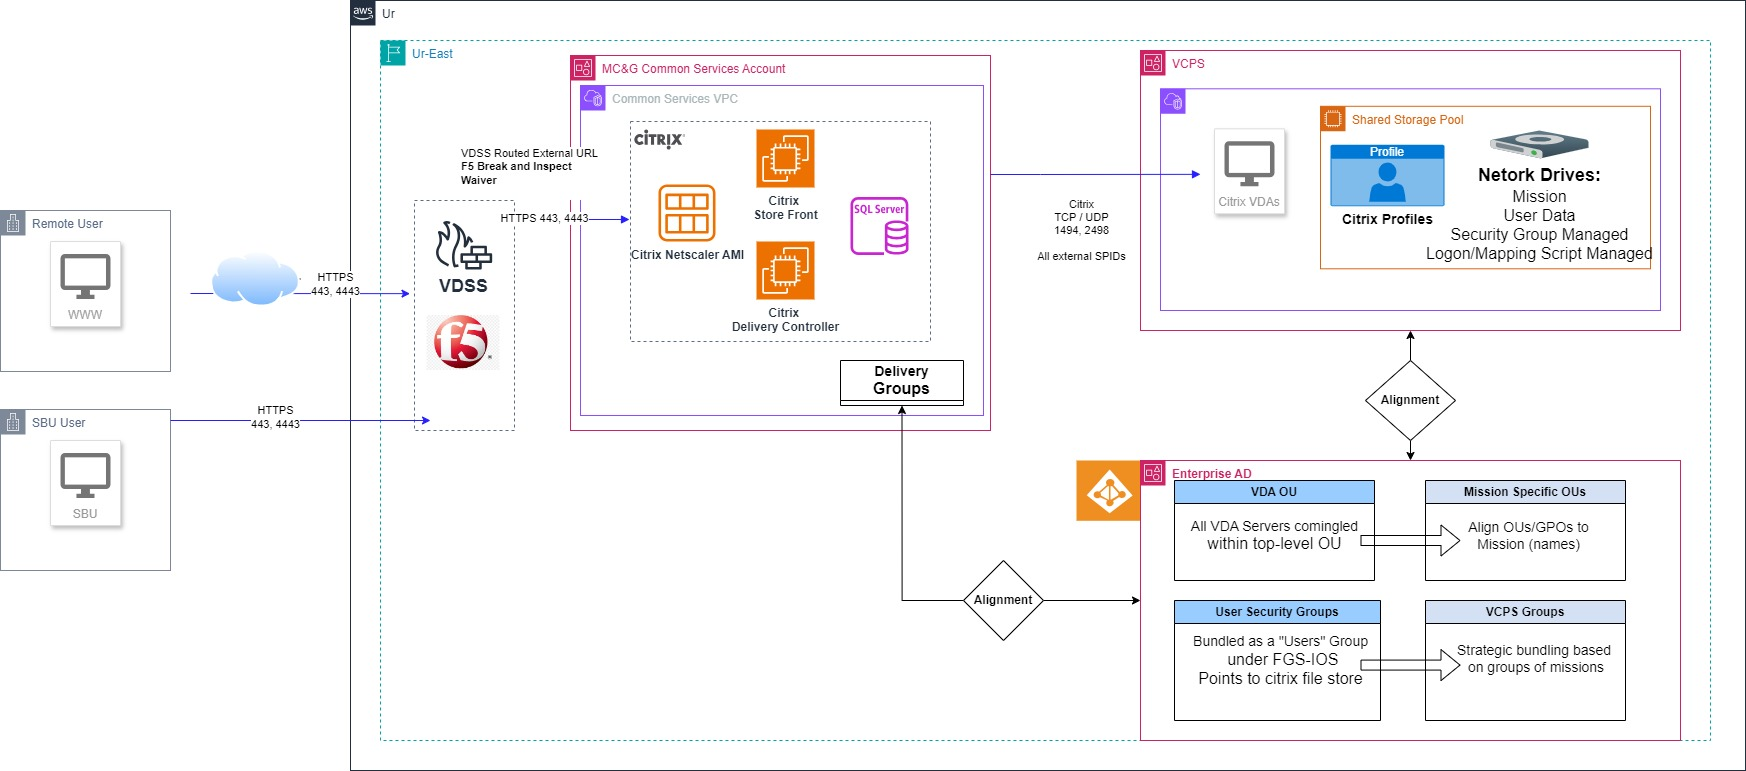 aws
Ur
Ur-East
Remote User
WWW
SBU User
SBU
HTTPS
443, 4443
HTTPS
443, 4443
VDSS
f5
VDSS Routed External URL
F5 Break and Inspect
Waiver
HTTPS 443, 4443
MC&G Common Services Account
Common Services VPC
CİTRIX
Citrix Netscaler AMI
Citrix
Store Front
Citrix
Delivery Controller
SQL Server
Delivery
Groups
Citrix
TCP / UDP
1494, 2498
All external SPIDs
VCPS
Citrix VDAs
Shared Storage Pool
Profile
Citrix Profiles
Netork Drives:
Mission
User Data
Security Group Managed
Logon/Mapping Script Managed
Alignment
Alignment
Enterprise AD
VDA OU
All VDA Servers comingled
within top-level OU
Mission Specific OUs
Align OUs/GPOs to
Mission (names)
User Security Groups
Bundled as a "Users" Group
under FGS-IOS
Points to citrix file store
VCPS Groups
Strategic bundling based
on groups of missions